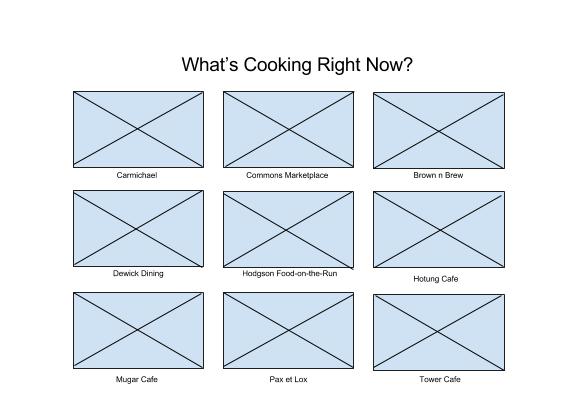 What's Cooking Right Now?
Carmichael
Commons Marketplace
Brown n Brew
Dewick Dining
Hodgson Food-on-the-Run
Hotung Cafe
Mugar Cafe
Pax et Lox
Tower Cafe